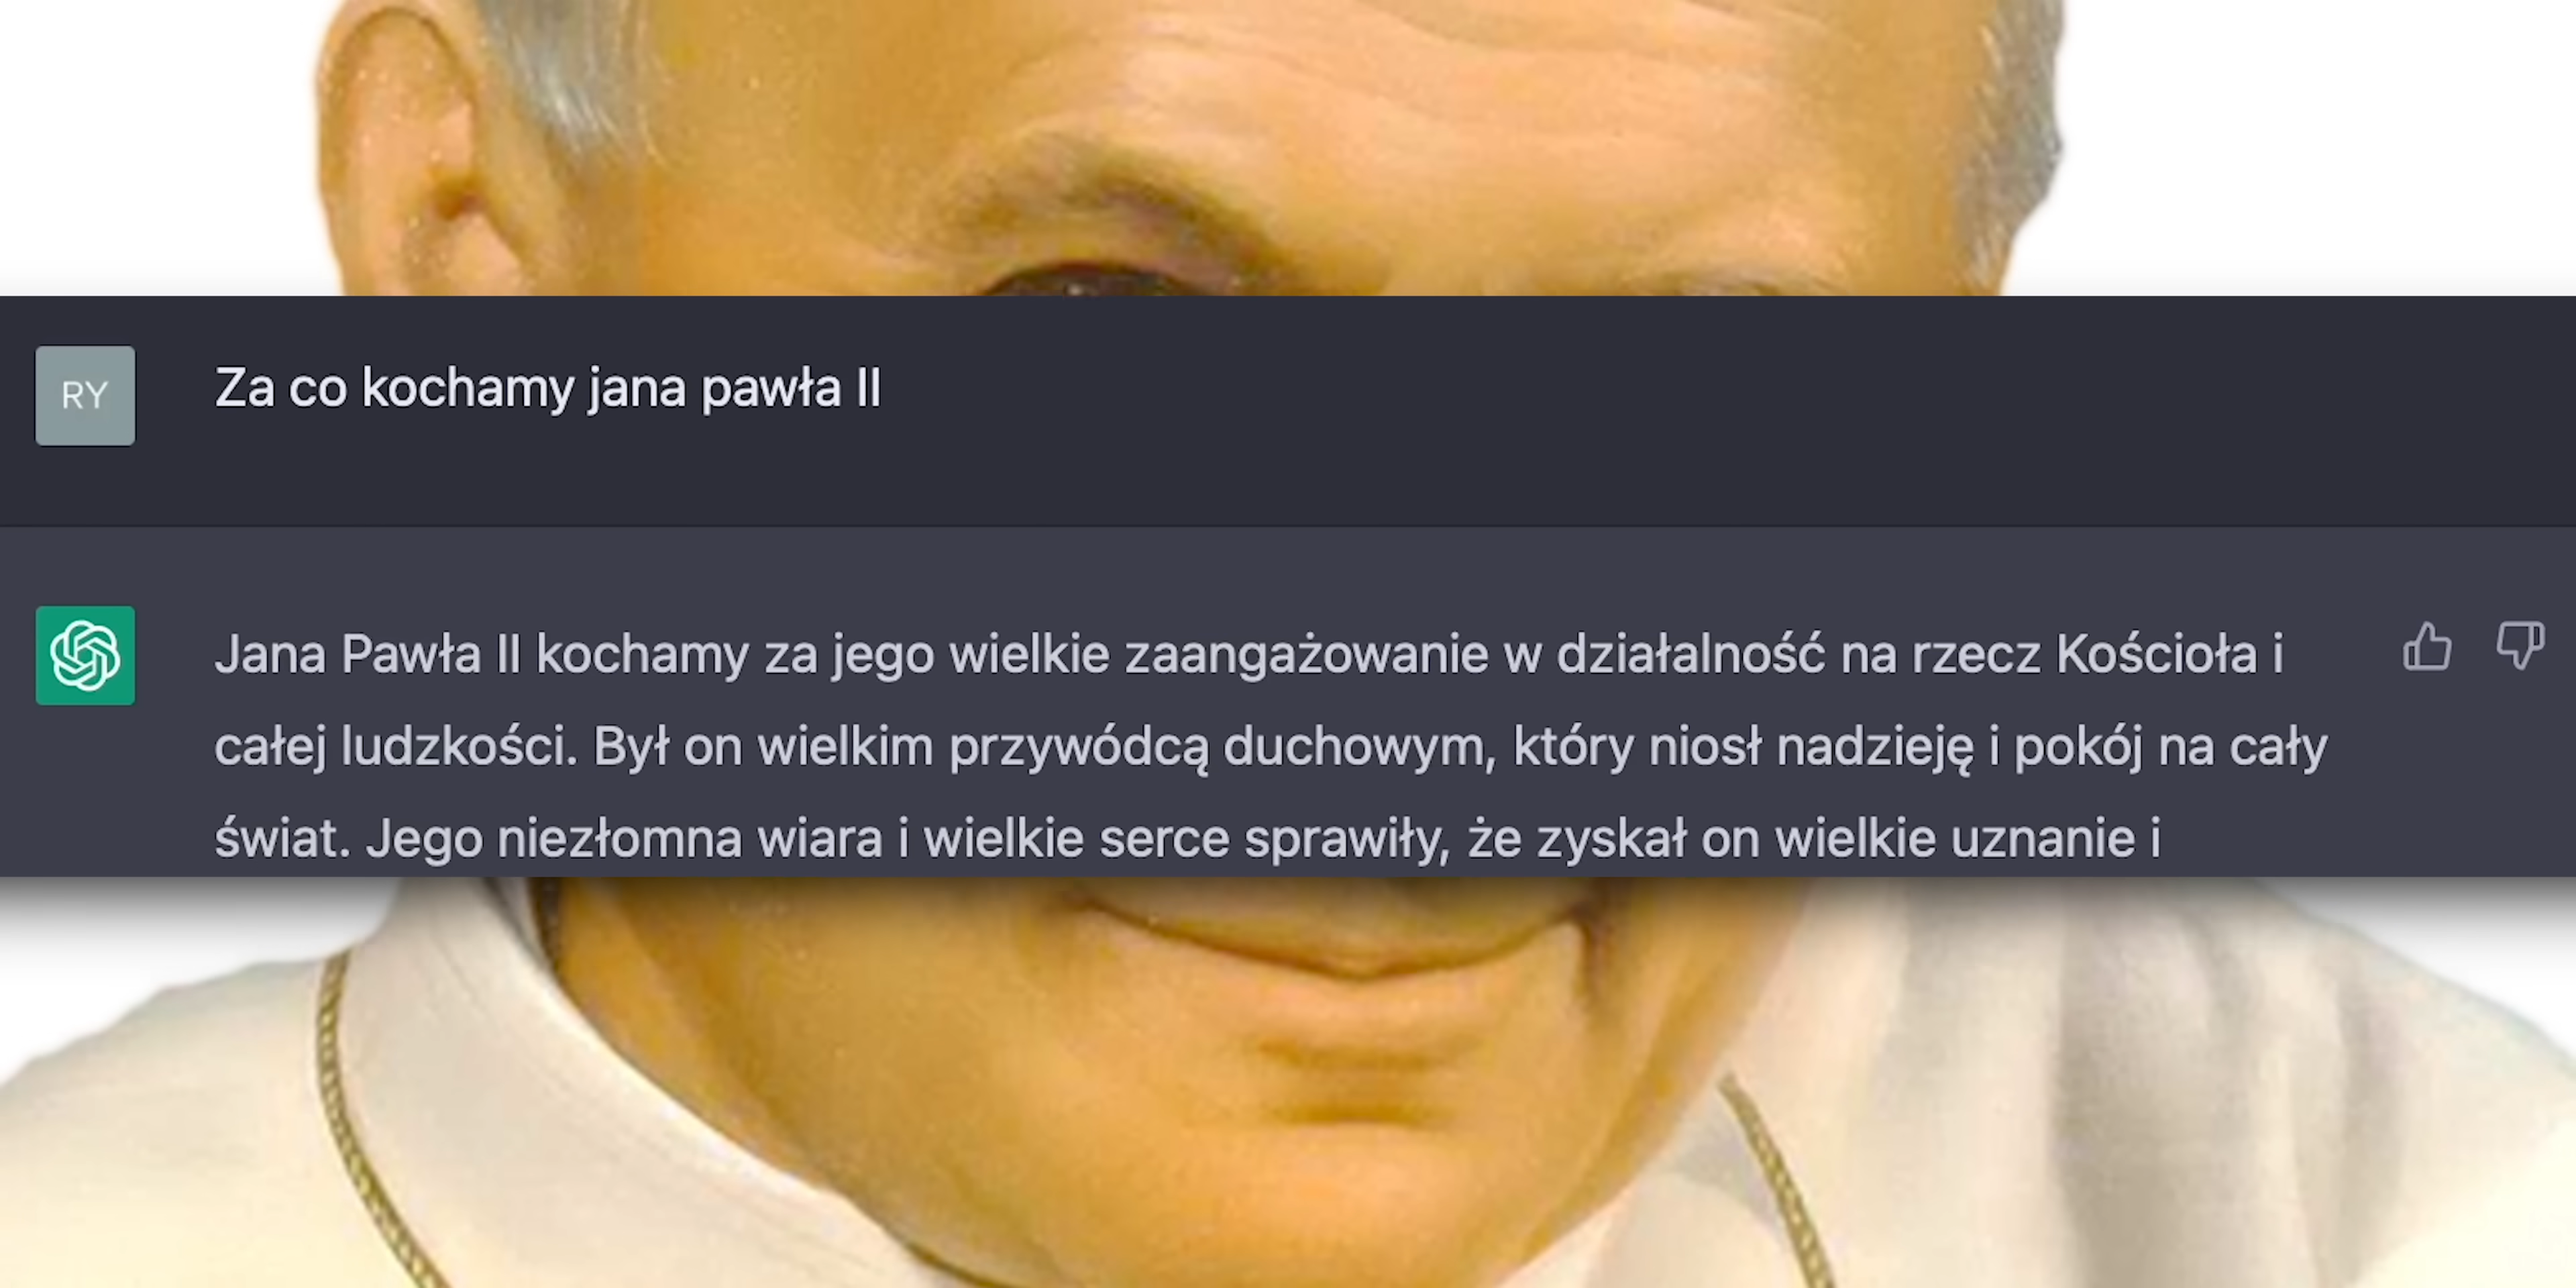 RY
Za co kochamy jana pawła II
Jana Pawła II kochamy za jego wielkie zaangażowanie w działalność na rzecz Kościoła i
całej ludzkości. Był on wielkim przywódcą duchowym, który niosł nadzieję i pokój na cały
świat. Jego niezłomna wiara i wielkie serce sprawiły, że zyskał on wielkie uznanie i